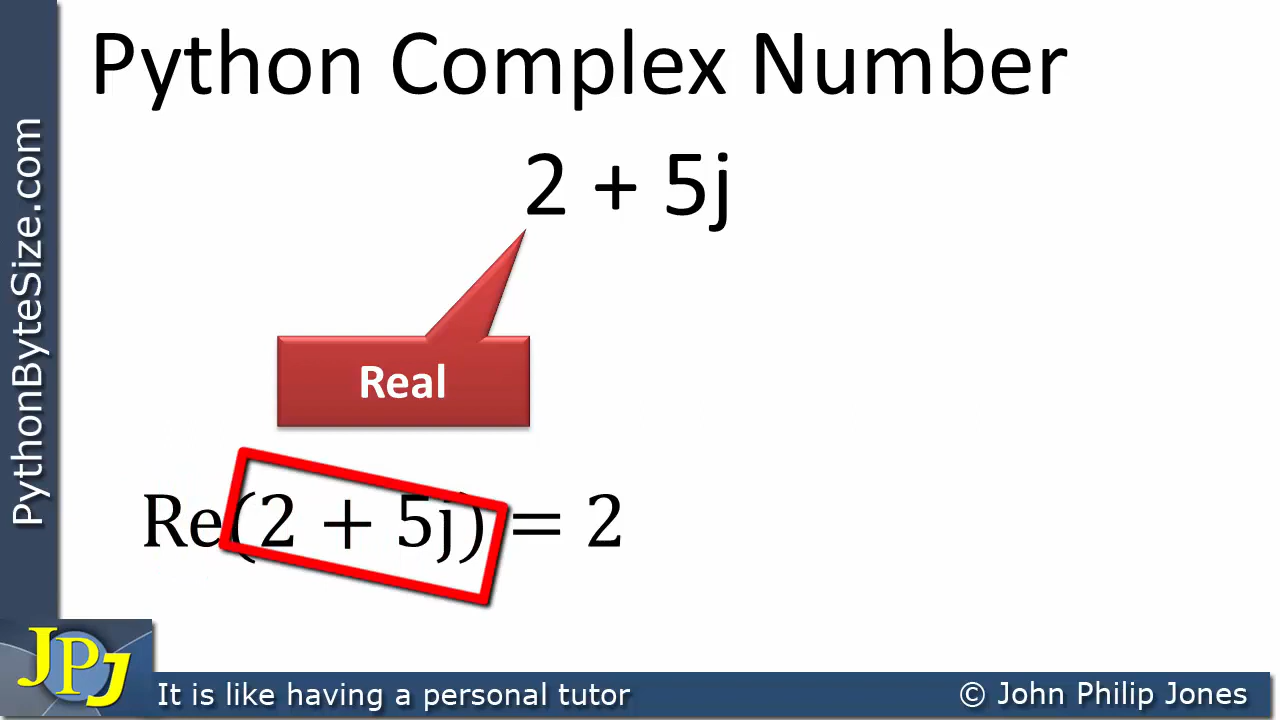 Python Complex Number
2 + 5j
Real
Re(2 + 5j) = 2
PythonByteSize.com
JPJ
It is like having a personal tutor
© John Philip Jones